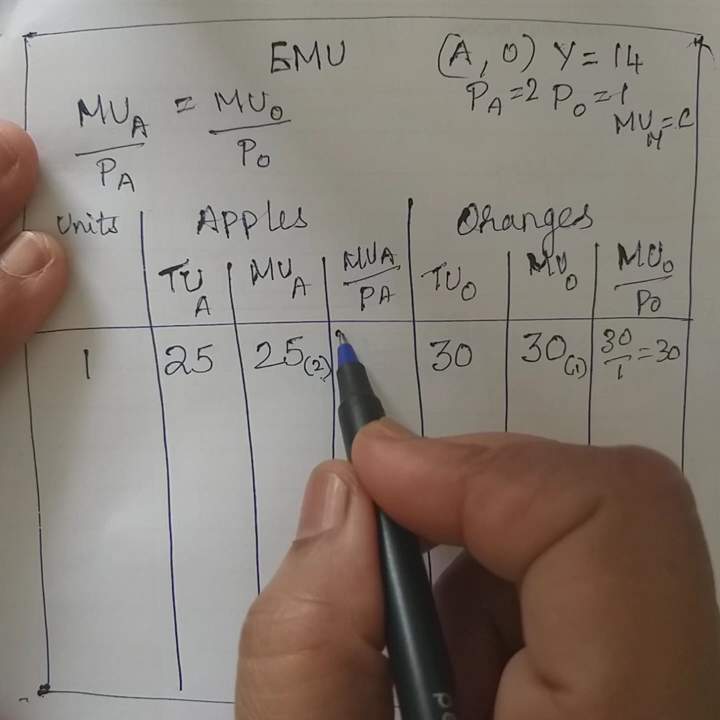 EMU
(A, O) Y = 14
PA = 2 PO = 1
MUM = C
MUA / PA = MUO / PO
Units Apples Oranges
TUA MUA MUA/PA TUO MUO MUO/PO
1 25 25(2) 30 30(1) 30/1 = 30